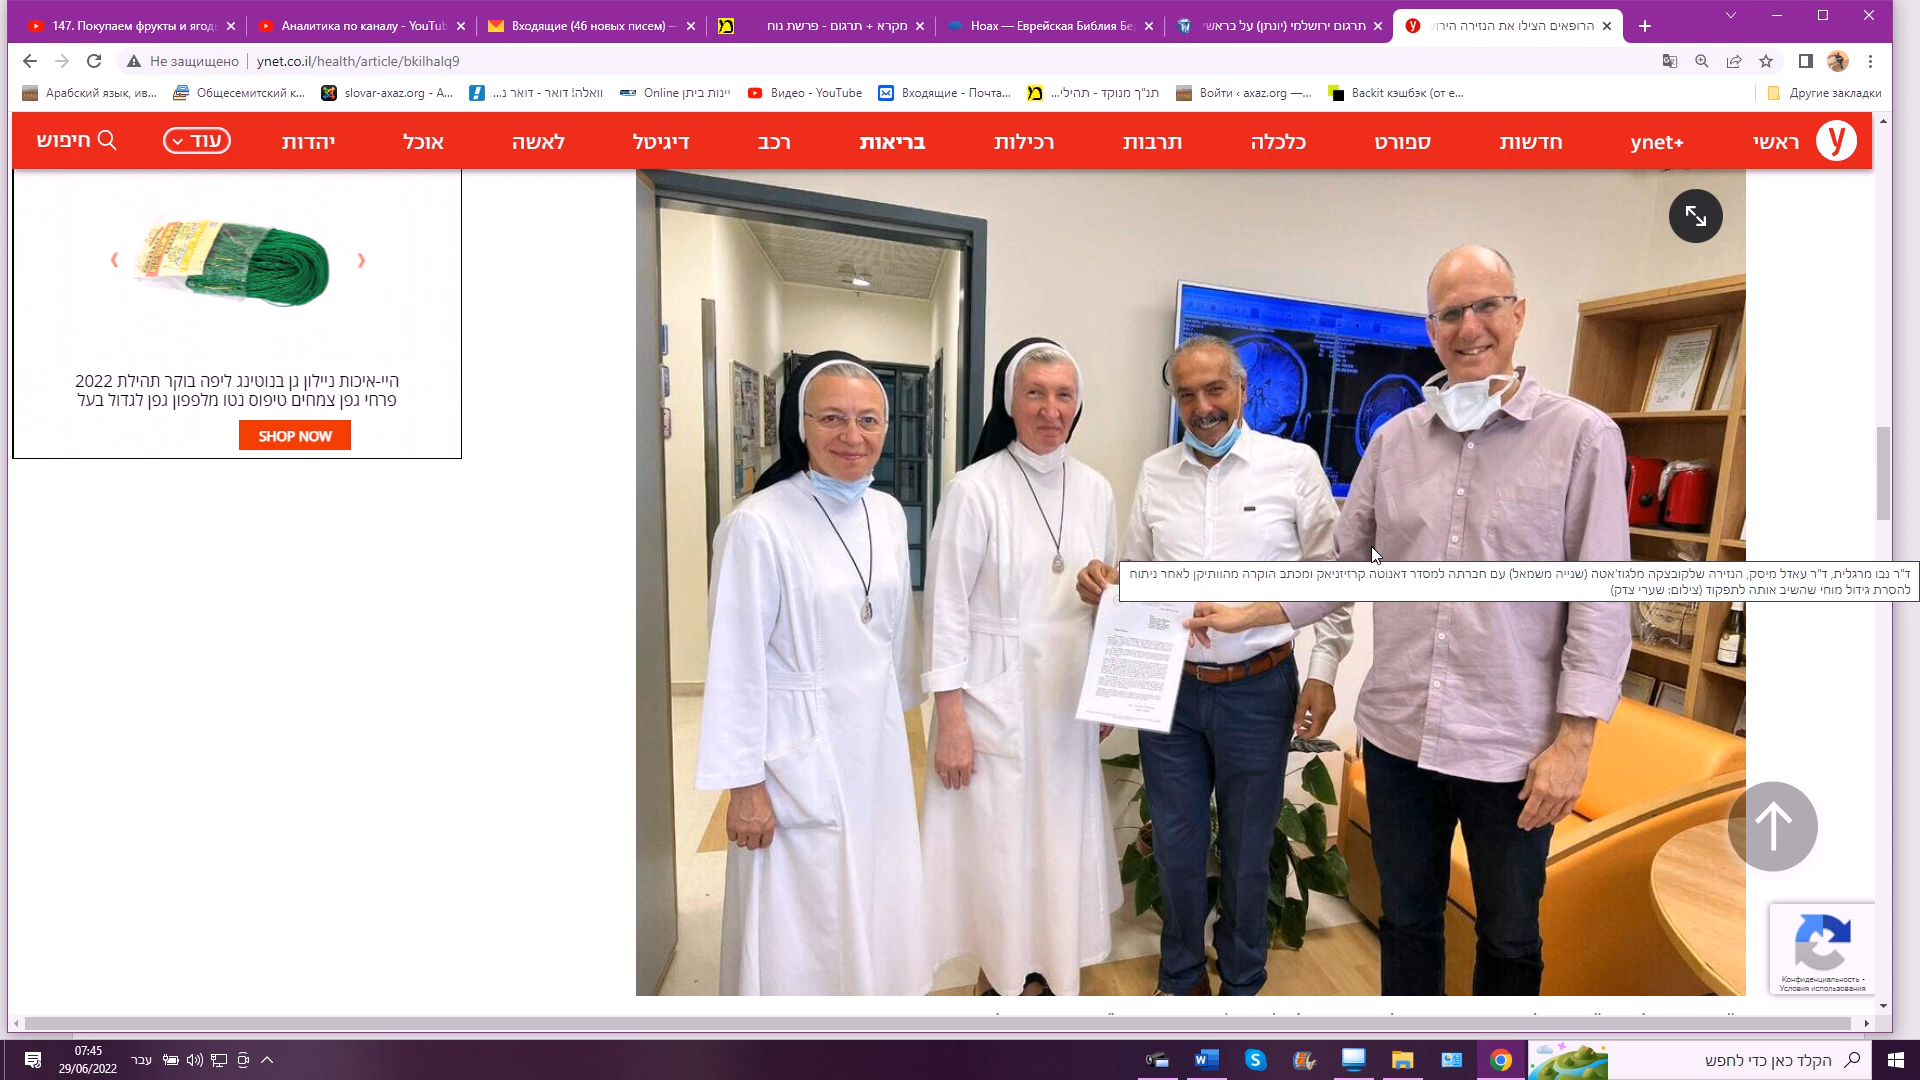 147. Покупаем фрукты и ягод
Аналитика по каналу - YouTub
Входящие (46 новых писем) –
מקרא + תרגום - פרשת נוח
Ноах — Еврейская Библия Бе
תרגום ירושלמי (יונתן) על בראשי
הרופאים הצילו את הנזירה הירוש
Не защищено
ynet.co.il/health/article/bkilhalq9
Арабский язык, ив...
Общесемитский к...
slovar-axaz.org - A...
וואלה! דואר - דואר נ...
יינות ביתן Online
Видео - YouTube
Входящие - Почта...
תנ"ך מנוקד - תהילי...
Войти ‹ axaz.org —...
Backit кэшбэк (от e...
Другие закладки
ראשי
ynet+
חדשות
ספורט
כלכלה
תרבות
רכילות
בריאות
רכב
דיגיטל
לאשה
אוכל
יהדות
עוד
חיפוש
היי-איכות ניילון גן בנוטינג ליפה בוקר תהילת 2022
פרחי גפן צמחים טיפוס נטו מלפפון גפן לגדול בעל
SHOP NOW
ד"ר נבו מרגלית, ד"ר עאדל מיסק, הנזירה שלקובצקה מלגוז'אטה (שנייה משמאל) עם חברתה למסדר דאנוטה קרזיזניאק ומכתב הוקרה מהוותיקן לאחר ניתוח
להסרת גידול מוחי שהשיב אותה לתפקוד (צילום: שערי צדק)
Конфиденциальность -
Условия использования
07:45
29/06/2022
עבר
הקלד כאן כדי לחפש